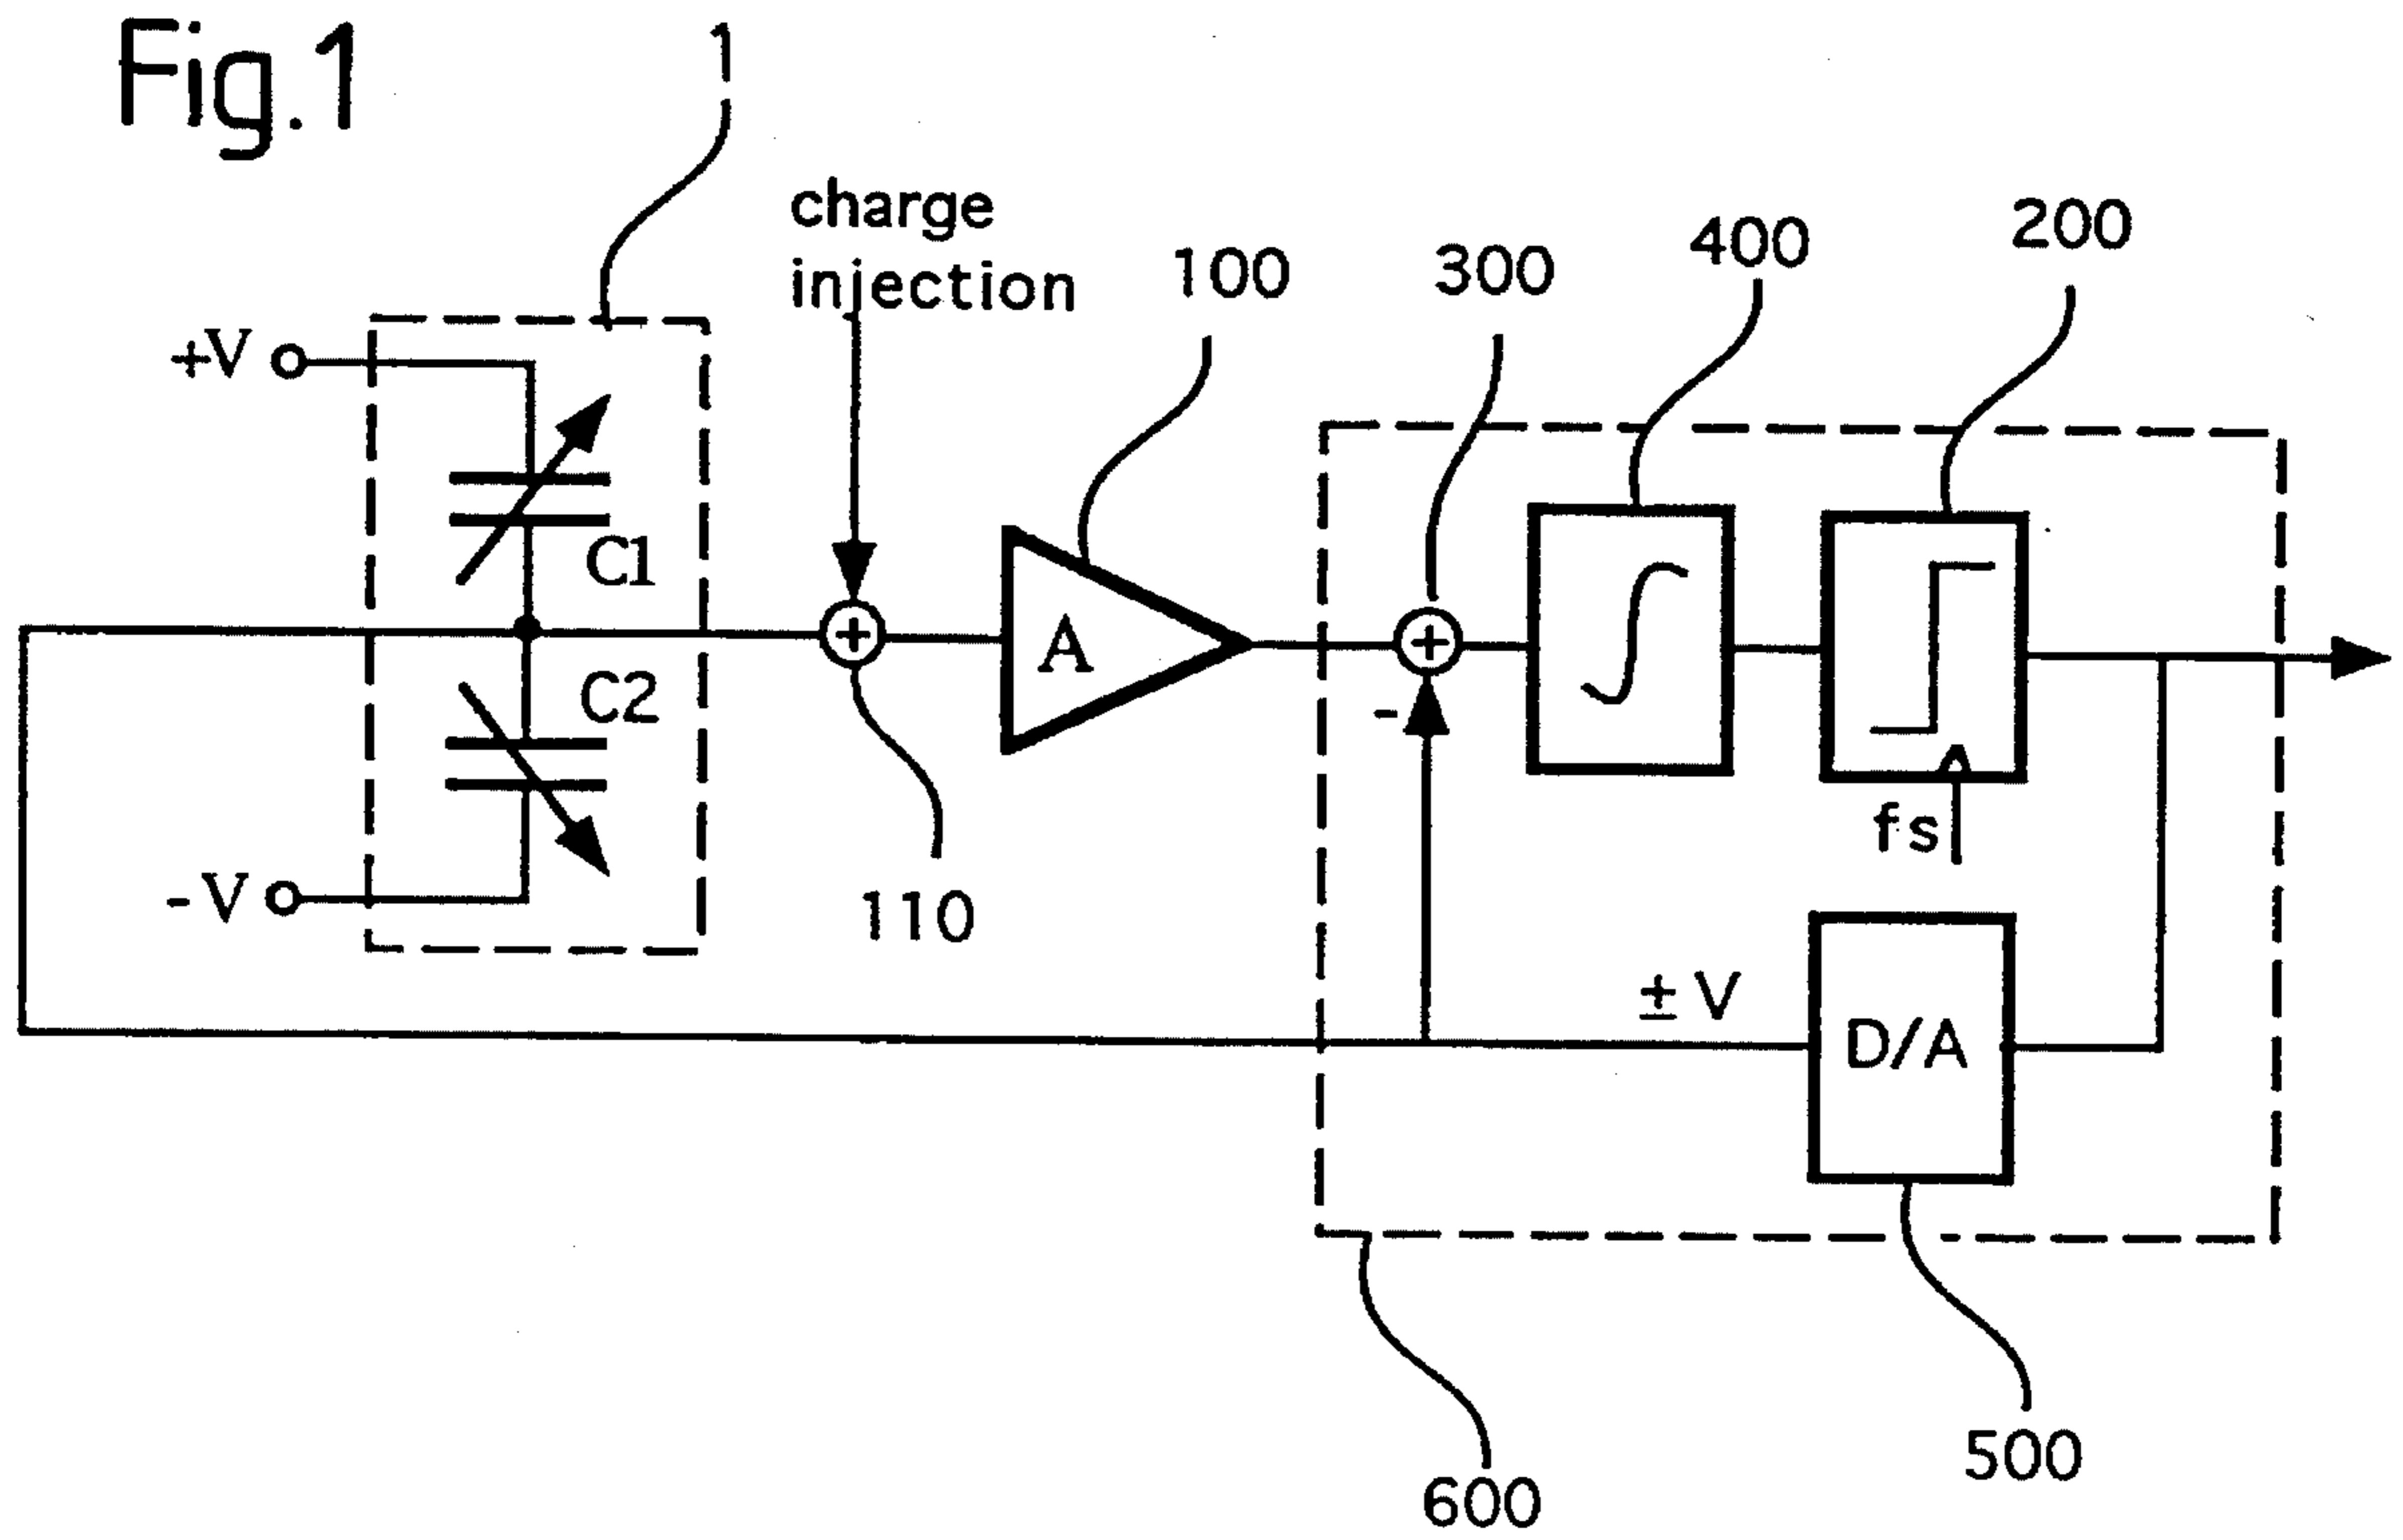 Fig.1
1
charge
injection
100
300
400
200
+V
C1
+
A
+
C2
-
fs
-V
110
± V
D/A
500
600